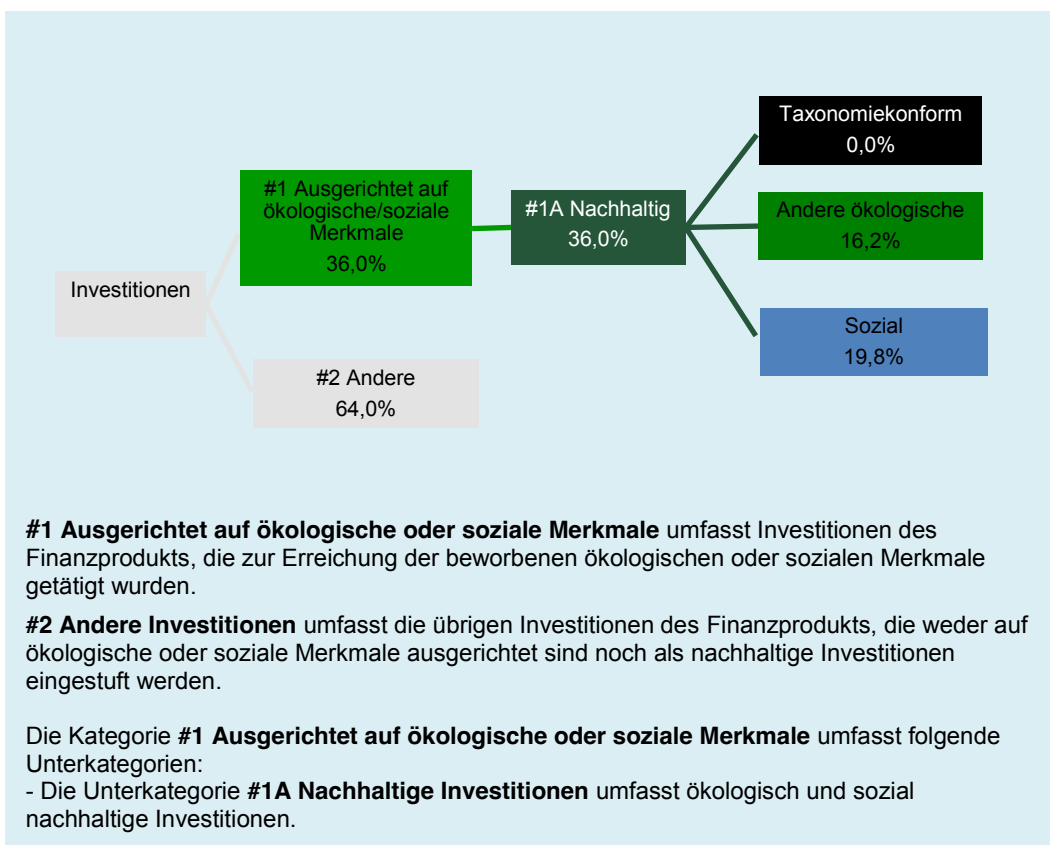 Taxonomiekonform
0,0%
#1 Ausgerichtet auf
ökologische/soziale
Merkmale
36,0%
#1A Nachhaltig
36,0%
Andere ökologische
16,2%
Investitionen
Sozial
19,8%
#2 Andere
64,0%
#1 Ausgerichtet auf ökologische oder soziale Merkmale umfasst Investitionen des
Finanzprodukts, die zur Erreichung der beworbenen ökologischen oder sozialen Merkmale
getätigt wurden.
#2 Andere Investitionen umfasst die übrigen Investitionen des Finanzprodukts, die weder auf
ökologische oder soziale Merkmale ausgerichtet sind noch als nachhaltige Investitionen
eingestuft werden.
Die Kategorie #1 Ausgerichtet auf ökologische oder soziale Merkmale umfasst folgende
Unterkategorien:
- Die Unterkategorie #1A Nachhaltige Investitionen umfasst ökologisch und sozial
nachhaltige Investitionen.